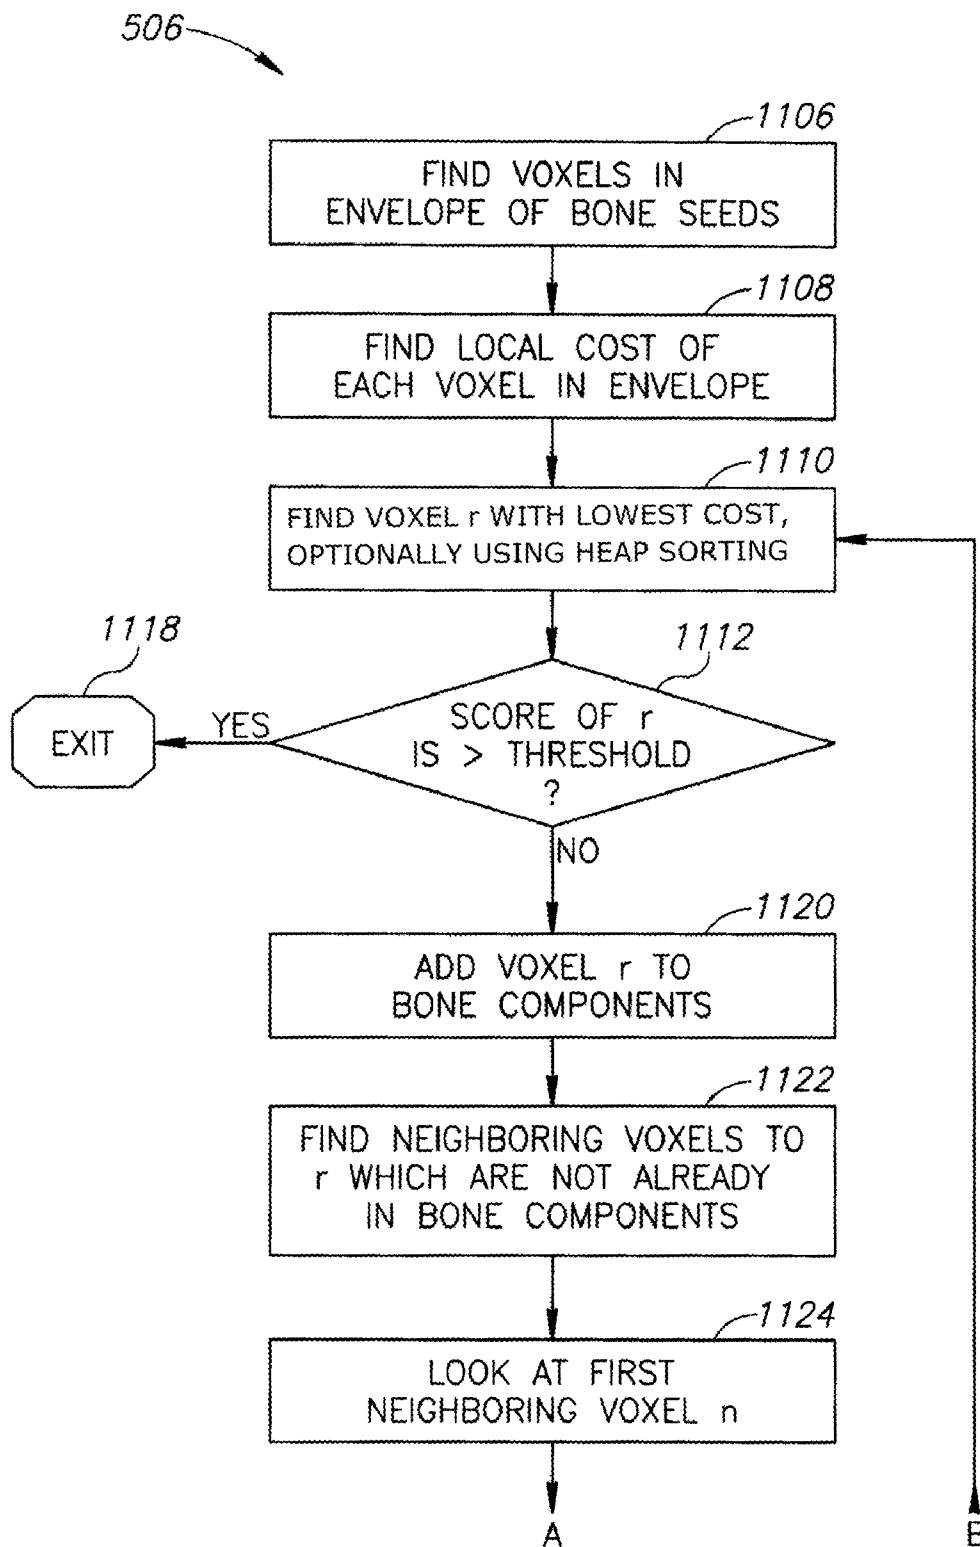 506
1106
FIND VOXELS IN
ENVELOPE OF BONE SEEDS
1108
FIND LOCAL COST OF
EACH VOXEL IN ENVELOPE
1110
FIND VOXEL r WITH LOWEST COST,
OPTIONALLY USING HEAP SORTING
1118
1112
EXIT
YES
SCORE OF r
IS > THRESHOLD
?
NO
1120
ADD VOXEL r TO
BONE COMPONENTS
1122
FIND NEIGHBORING VOXELS TO
r WHICH ARE NOT ALREADY
IN BONE COMPONENTS
1124
LOOK AT FIRST
NEIGHBORING VOXEL n
A
B